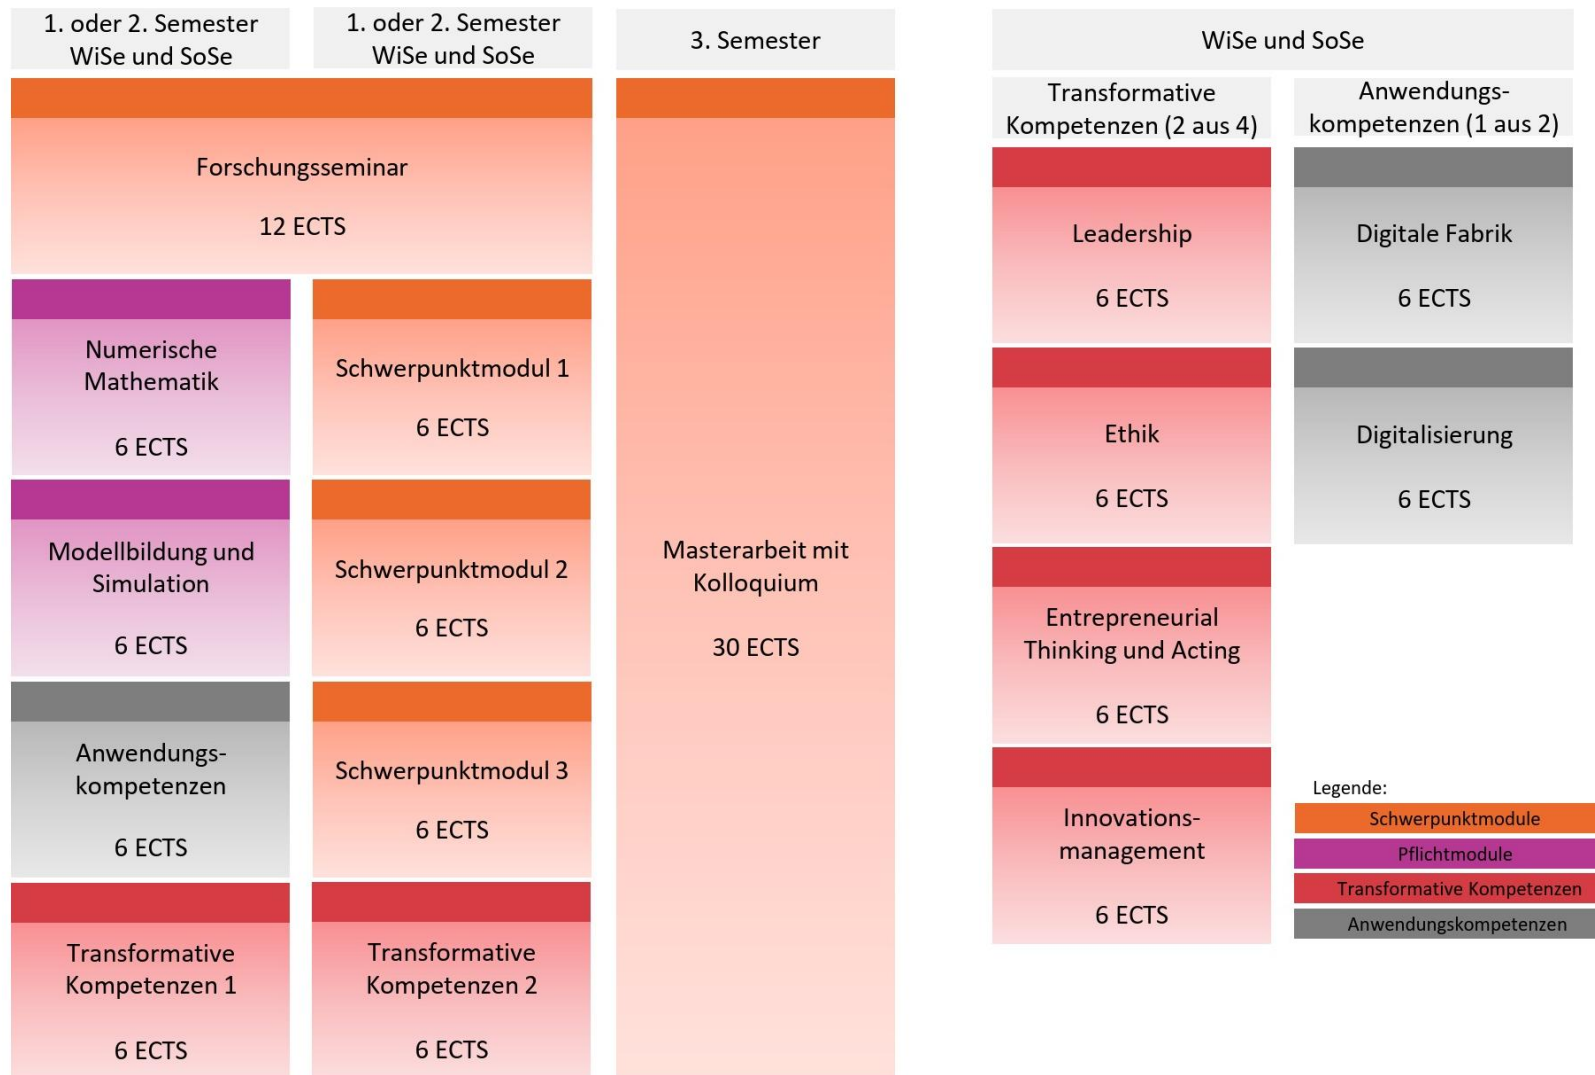 1. oder 2. Semester
WiSe und SoSe
1. oder 2. Semester
WiSe und SoSe
3. Semester
Forschungsseminar
12 ECTS
Numerische
Mathematik
6 ECTS
Schwerpunktmodul 1
6 ECTS
Modellbildung und
Simulation
6 ECTS
Schwerpunktmodul 2
6 ECTS
Anwendungs-
kompetenzen
6 ECTS
Schwerpunktmodul 3
6 ECTS
Transformative
Kompetenzen 1
6 ECTS
Transformative
Kompetenzen 2
6 ECTS
Masterarbeit mit
Kolloquium
30 ECTS
WiSe und SoSe
Transformative
Kompetenzen (2 aus 4)
Anwendungs-
kompetenzen (1 aus 2)
Leadership
6 ECTS
Digitale Fabrik
6 ECTS
Ethik
6 ECTS
Digitalisierung
6 ECTS
Entrepreneurial
Thinking und Acting
6 ECTS
Innovations-
management
6 ECTS
Legende:
Schwerpunktmodule
Pflichtmodule
Transformative Kompetenzen
Anwendungskompetenzen